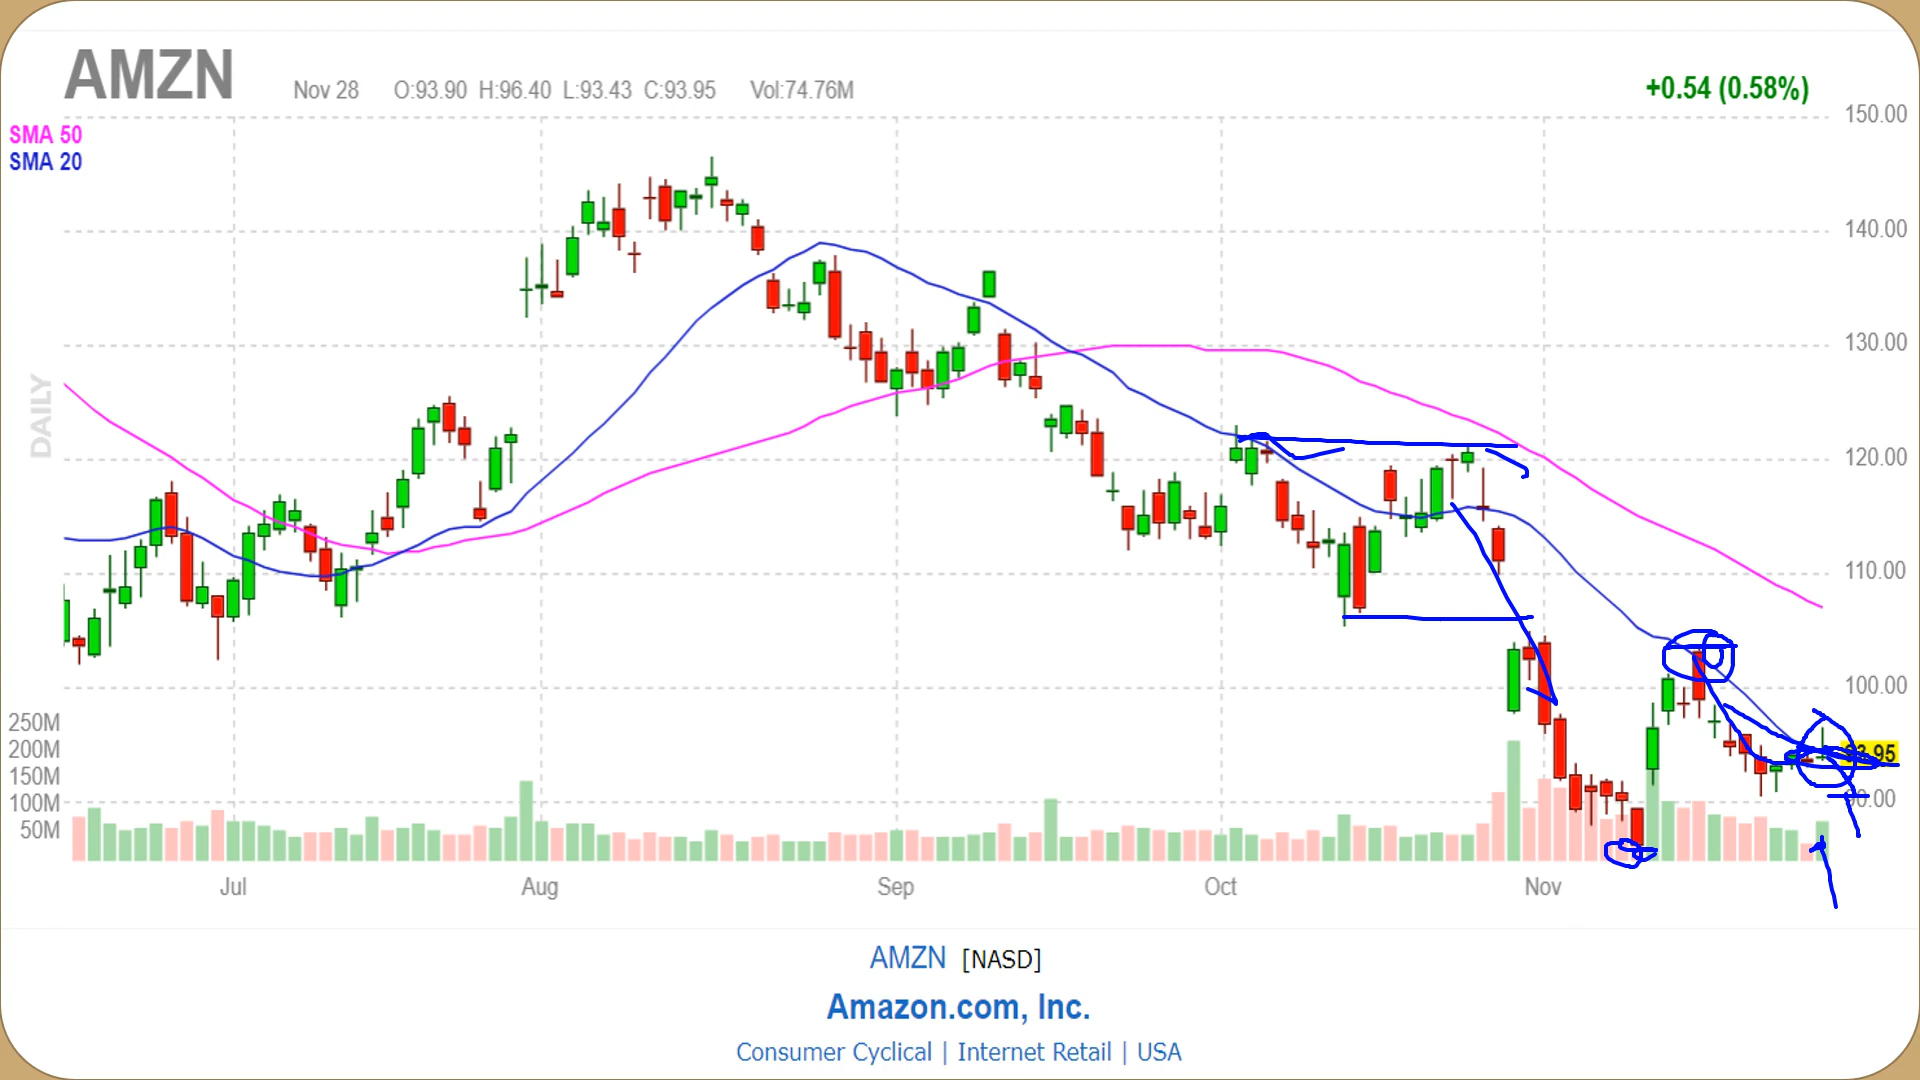 AMZN Nov 28 O:93.90 H:96.40 L:93.43 C:93.95 Vol:74.76M +0.54 (0.58%)
SMA 50
SMA 20
150.00
140.00
130.00
120.00
110.00
100.00
DAILY
250M
200M
150M
100M
50M
Jul Aug Sep Oct Nov
AMZN [NASD]
Amazon.com, Inc.
Consumer Cyclical | Internet Retail | USA